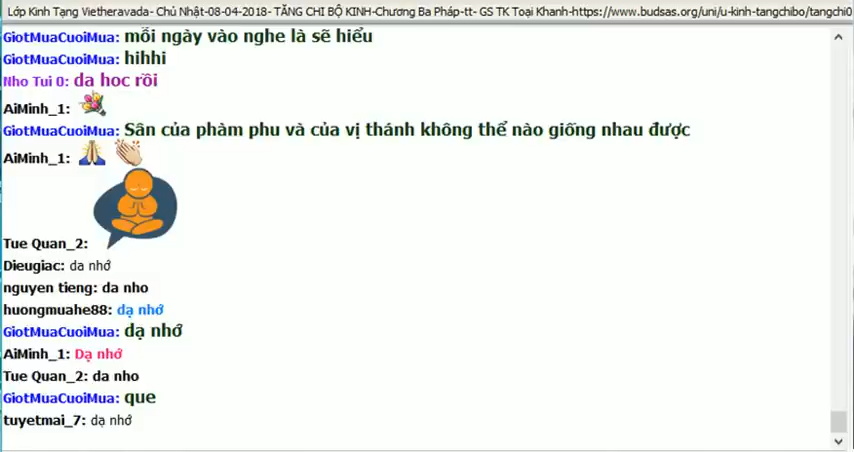 Lớp Kinh Tạng Vietheravada- Chủ Nhật-08-04-2018- TĂNG CHI BỘ KINH-Chương Ba Pháp-tt- GS TK Toại Khanh-https://www.budsas.org/uni/u-kinh-tangchibo/tangchi0
GiotMuaCuoiMua: mỗi ngày vào nghe là sẽ hiểu
GiotMuaCuoiMua: hihhi
Nho Tui 0: da hoc rồi
AiMinh_1:
GiotMuaCuoiMua: Sân của phàm phu và của vị thánh không thể nào giống nhau được
AiMinh_1:
Tue Quan_2:
Dieugiac: da nhớ
nguyen tieng: da nho
huongmuahe88: dạ nhớ
GiotMuaCuoiMua: dạ nhớ
AiMinh_1: Dạ nhớ
Tue Quan_2: da nho
GiotMuaCuoiMua: que
tuyetmai_7: dạ nhớ